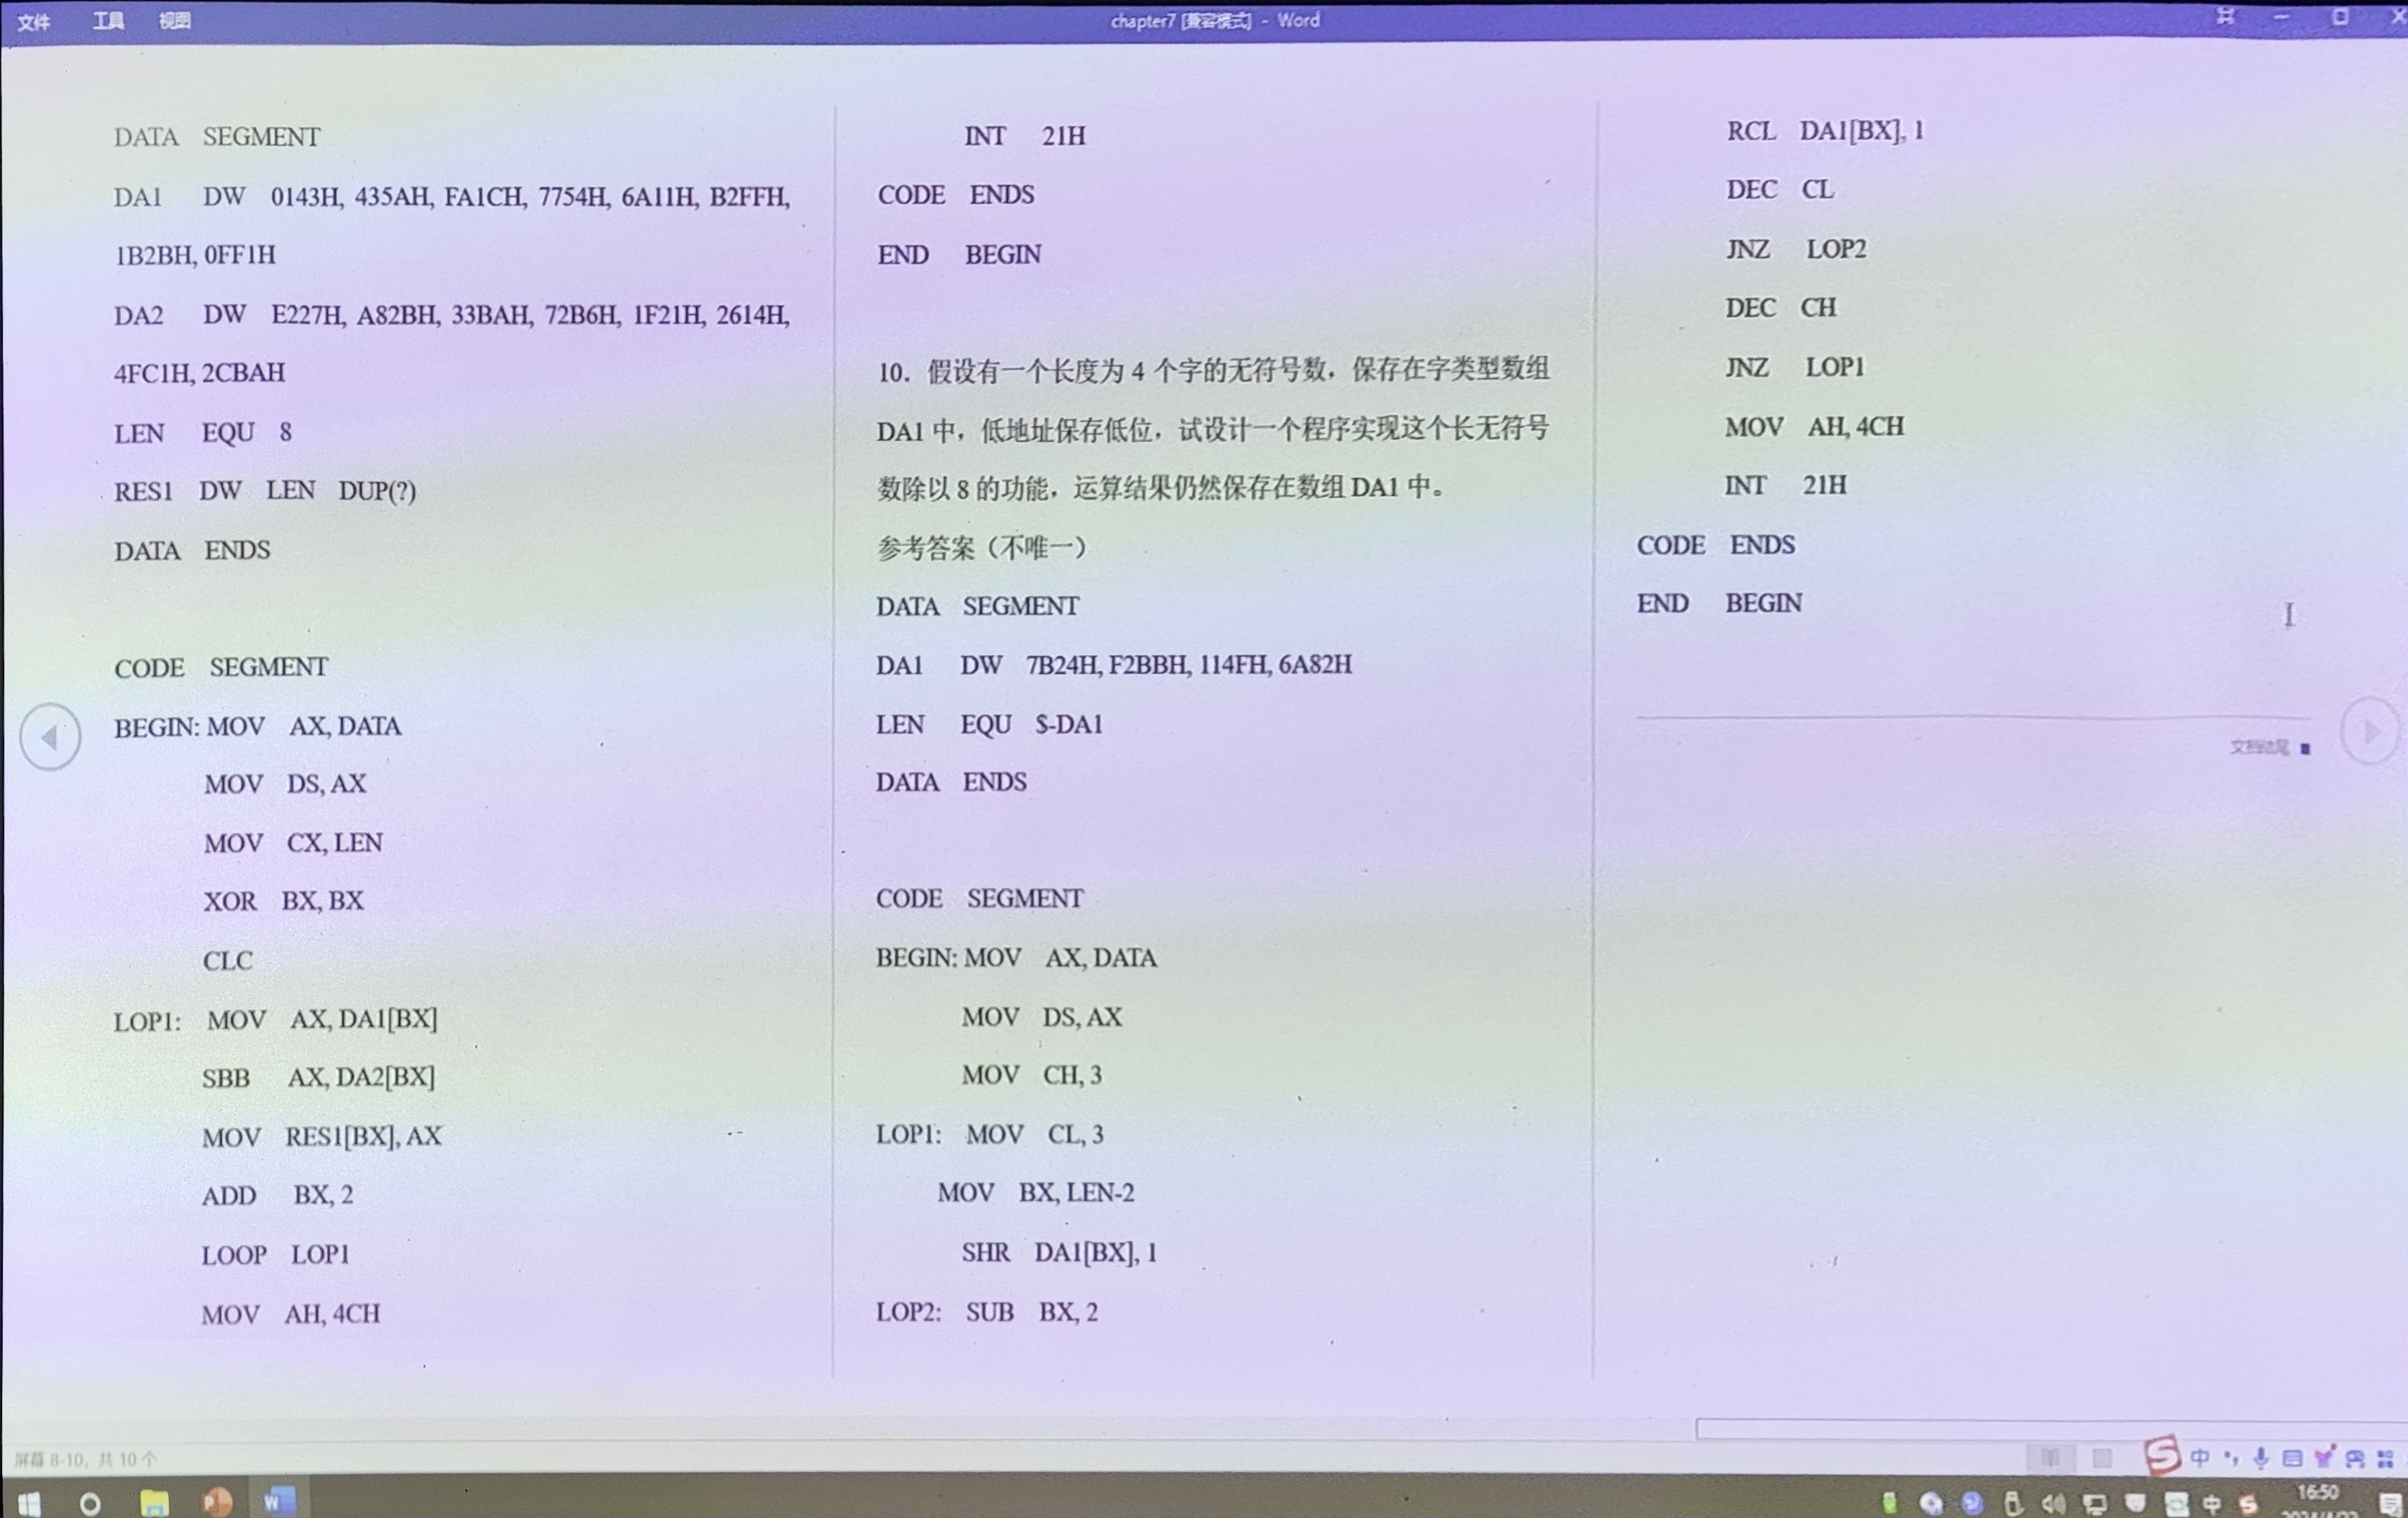 文件 工具 视图
chapter7 [兼容模式] - Word
DATA SEGMENT
DA1 DW 0143H, 435AH, FA1CH, 7754H, 6A11H, B2FFH,
1B2BH, 0FF1H
DA2 DW E227H, A82BH, 33BAH, 72B6H, 1F21H, 2614H,
4FC1H, 2CBAH
LEN EQU 8
RES1 DW LEN DUP(?)
DATA ENDS
CODE SEGMENT
BEGIN: MOV AX, DATA
MOV DS, AX
MOV CX, LEN
XOR BX, BX
CLC
LOP1: MOV AX, DA1[BX]
SBB AX, DA2[BX]
MOV RES1[BX], AX
ADD BX, 2
LOOP LOP1
MOV AH, 4CH
INT 21H
CODE ENDS
END BEGIN
10. 假设有一个长度为 4 个字的无符号数，保存在字类型数组
DA1 中，低地址保存低位，试设计一个程序实现这个长无符号
数除以 8 的功能，运算结果仍然保存在数组 DA1 中。
参考答案（不唯一）
DATA SEGMENT
DA1 DW 7B24H, F2BBH, 114FH, 6A82H
LEN EQU $-DA1
DATA ENDS
CODE SEGMENT
BEGIN: MOV AX, DATA
MOV DS, AX
MOV CH, 3
LOP1: MOV CL, 3
MOV BX, LEN-2
SHR DA1[BX], 1
LOP2: SUB BX, 2
RCL DA1[BX], 1
DEC CL
JNZ LOP2
DEC CH
JNZ LOP1
MOV AH, 4CH
INT 21H
CODE ENDS
END BEGIN
文档结尾
屏幕 8-10，共 10 个
中
中
16:50